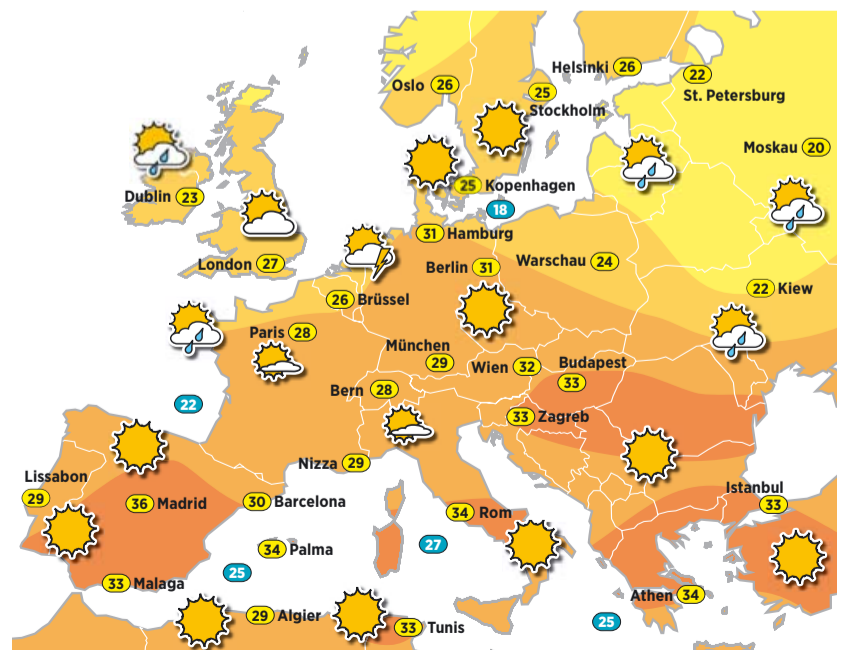 Helsinki 26
22
St. Petersburg
Oslo 26
25
Stockholm
Moskau 20
25 Kopenhagen
Dublin 23
18
31 Hamburg
London 27
Berlin 31
Warschau 24
26 Brüssel
22 Kiew
Paris 28
München
29
Wien 32
Budapest
33
Bern 28
22
33 Zagreb
Nizza 29
Lissabon
29
36 Madrid
30 Barcelona
Istanbul
33
34 Rom
34 Palma
27
25
33 Malaga
Athen 34
29 Algier
33 Tunis
25